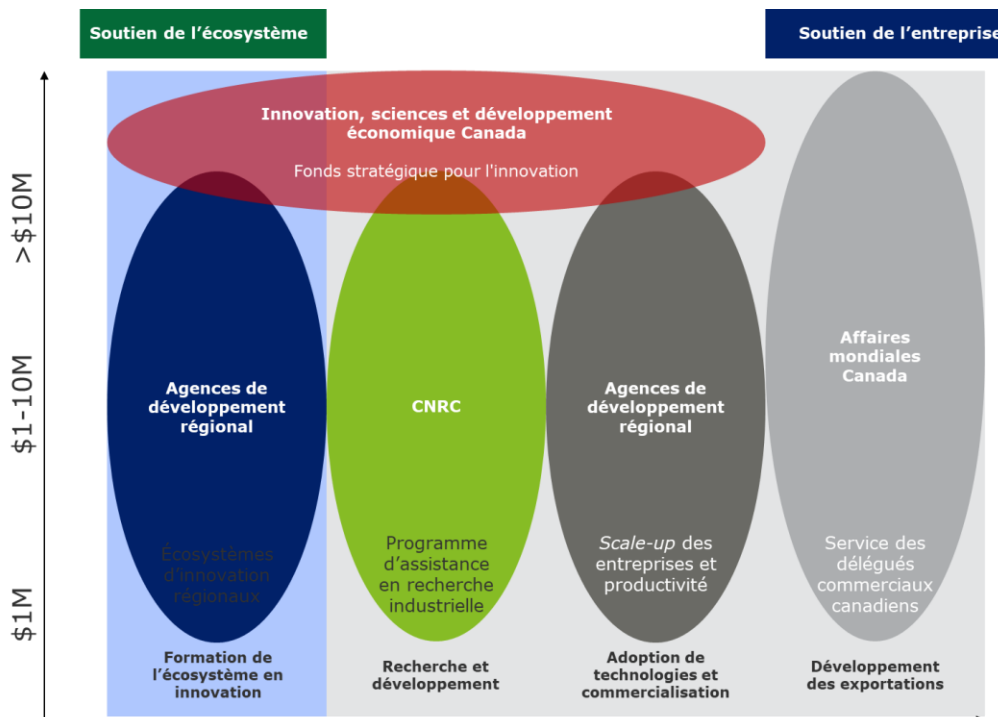 Soutien de l'écosystème
Soutien de l'entreprise
Innovation, sciences et développement
économique Canada
Fonds stratégique pour l'innovation
>$10M
$1-10M
$1M
Agences de
développement
régional
CNRC
Agences de
développement
régional
Affaires
mondiales
Canada
Écosystèmes
d'innovation
régionaux
Programme
d'assistance
en recherche
industrielle
Scale-up des
entreprises et
productivité
Service des
délégués
commerciaux
canadiens
Formation de
l'écosystème en
innovation
Recherche et
développement
Adoption de
technologies et
commercialisation
Développement
des exportations